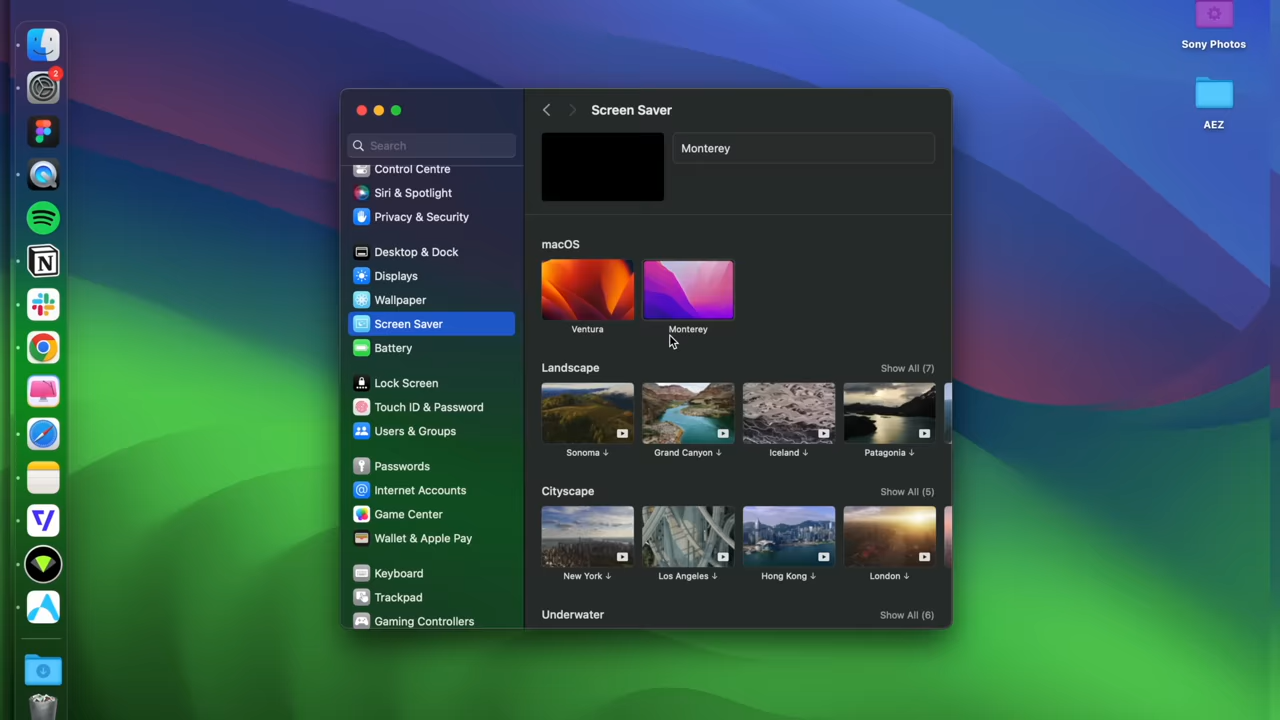 Sony Photos
AEZ
2
Search
Control Centre
Siri & Spotlight
Privacy & Security
Desktop & Dock
Displays
Wallpaper
Screen Saver
Battery
Lock Screen
Touch ID & Password
Users & Groups
Passwords
Internet Accounts
Game Center
Wallet & Apple Pay
Keyboard
Trackpad
Gaming Controllers
Screen Saver
Monterey
macOS
Ventura
Monterey
Landscape
Show All (7)
Sonoma ↓
Grand Canyon ↓
Iceland ↓
Patagonia ↓
Cityscape
Show All (5)
New York ↓
Los Angeles ↓
Hong Kong ↓
London ↓
Underwater
Show All (6)